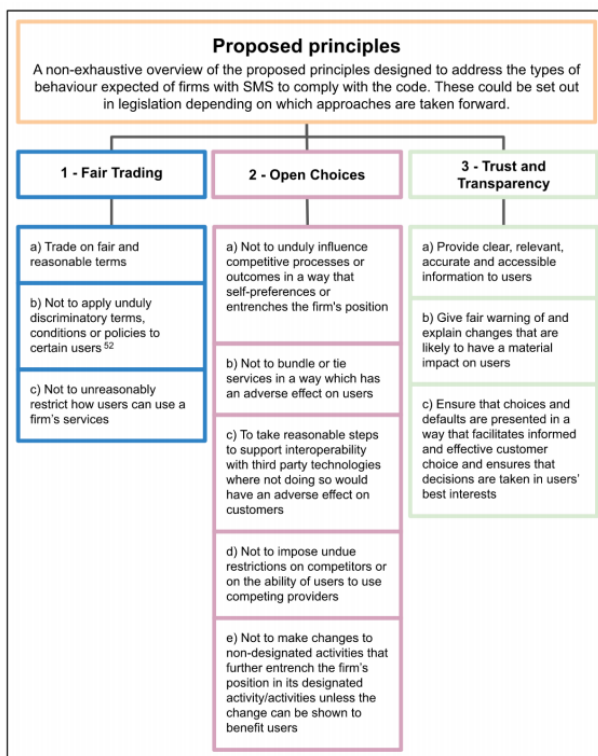 Proposed principles
A non-exhaustive overview of the proposed principles designed to address the types of
behaviour expected of firms with SMS to comply with the code. These could be set out
in legislation depending on which approaches are taken forward.
1 - Fair Trading
a) Trade on fair and
reasonable terms
b) Not to apply unduly
discriminatory terms,
conditions or policies to
certain users 52
c) Not to unreasonably
restrict how users can use a
firm's services
2 - Open Choices
a) Not to unduly influence
competitive processes or
outcomes in a way that
self-preferences or
entrenches the firm's position
b) Not to bundle or tie
services in a way which has
an adverse effect on users
c) To take reasonable steps
to support interoperability
with third party technologies
where not doing so would
have an adverse effect on
customers
d) Not to impose undue
restrictions on competitors or
on the ability of users to use
competing providers
e) Not to make changes to
non-designated activities that
further entrench the firm's
position in its designated
activity/activities unless the
change can be shown to
benefit users
3 - Trust and
Transparency
a) Provide clear, relevant,
accurate and accessible
information to users
b) Give fair warning of and
explain changes that are
likely to have a material
impact on users
c) Ensure that choices and
defaults are presented in a
way that facilitates informed
and effective customer
choice and ensures that
decisions are taken in users'
best interests